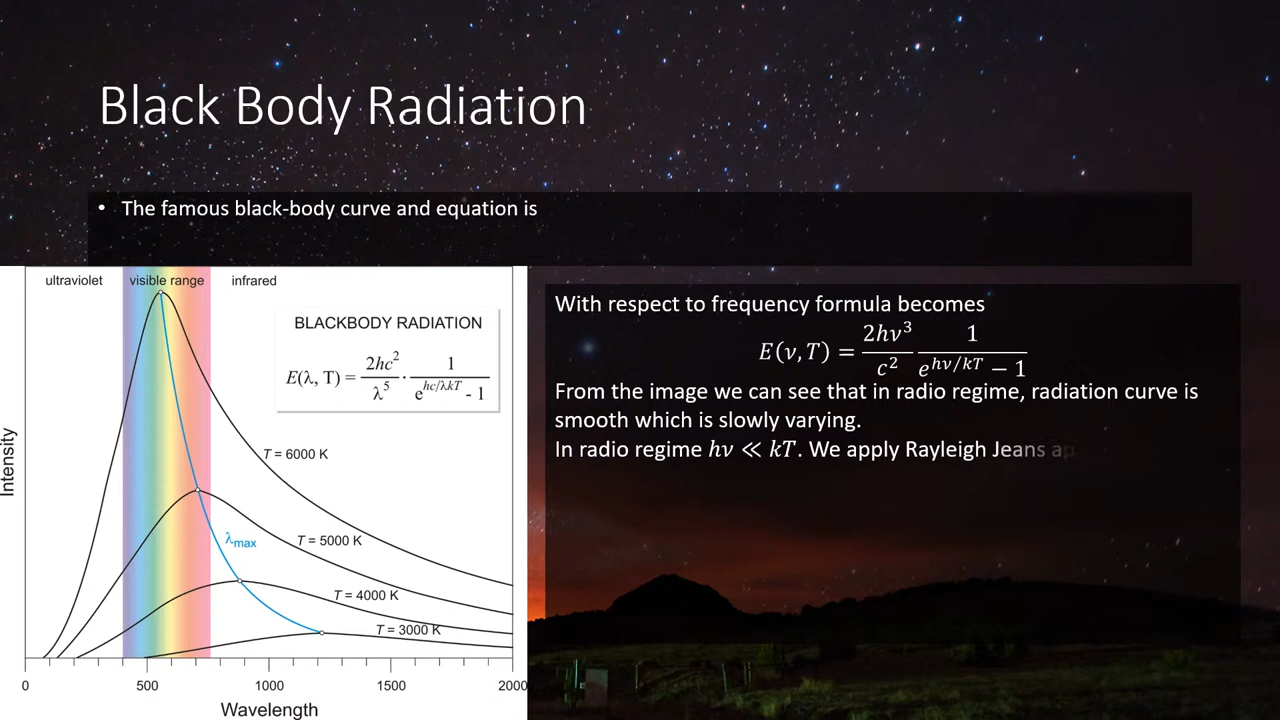 Black Body Radiation
• The famous black-body curve and equation is
ultraviolet visible range infrared
BLACKBODY RADIATION
E(λ, T) = 2hc²/λ⁵ · 1/(e^(hc/λkT) - 1)
T = 6000 K
T = 5000 K
λmax
T = 4000 K
T = 3000 K
Intensity
0 500 1000 1500 2000
Wavelength
With respect to frequency formula becomes
E(ν, T) = 2hν³/c² 1/(e^(hν/kT) − 1)
From the image we can see that in radio regime, radiation curve is
smooth which is slowly varying.
In radio regime hν ≪ kT. We apply Rayleigh Jeans ap